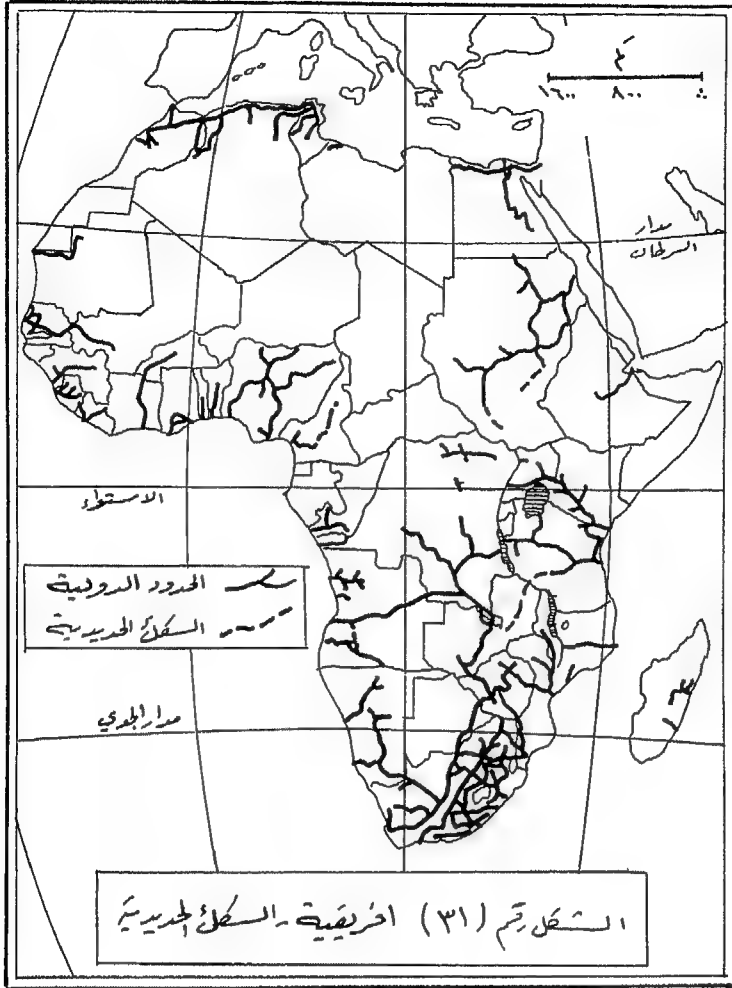 كم
١٦٠٠ ٨٠٠ ٠
مدار
السرطان
الاستواء
الحدود الدولية
السكك الحديدية
مدار الجدي
الشكل رقم (٣١) افريقية - السكك الحديدية